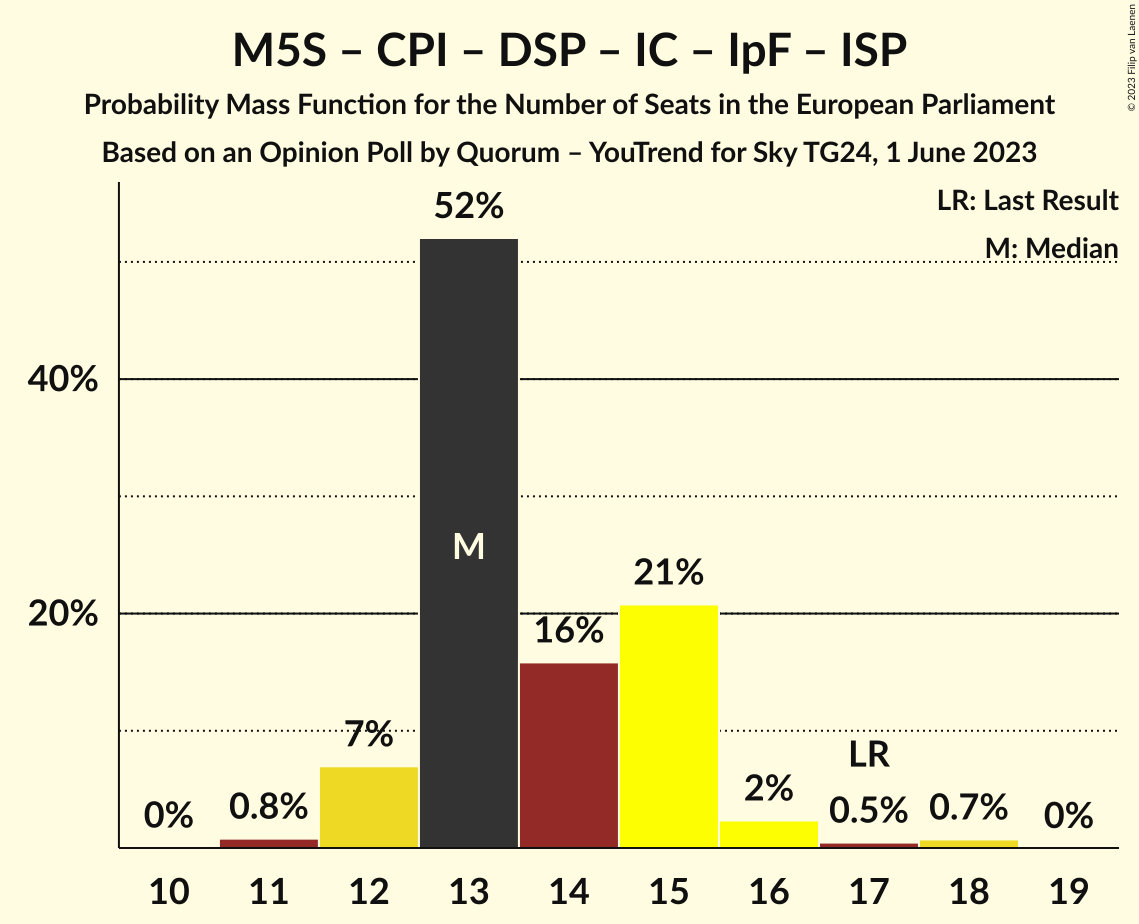 M5S – CPI – DSP – IC – IpF – ISP
Probability Mass Function for the Number of Seats in the European Parliament
Based on an Opinion Poll by Quorum – YouTrend for Sky TG24, 1 June 2023
© 2023 Filip van Laenen
LR: Last Result
M: Median
52%
40%
M
21%
20%
16%
7%
LR
0% 0.8% 2% 0.5% 0.7% 0%
10 11 12 13 14 15 16 17 18 19